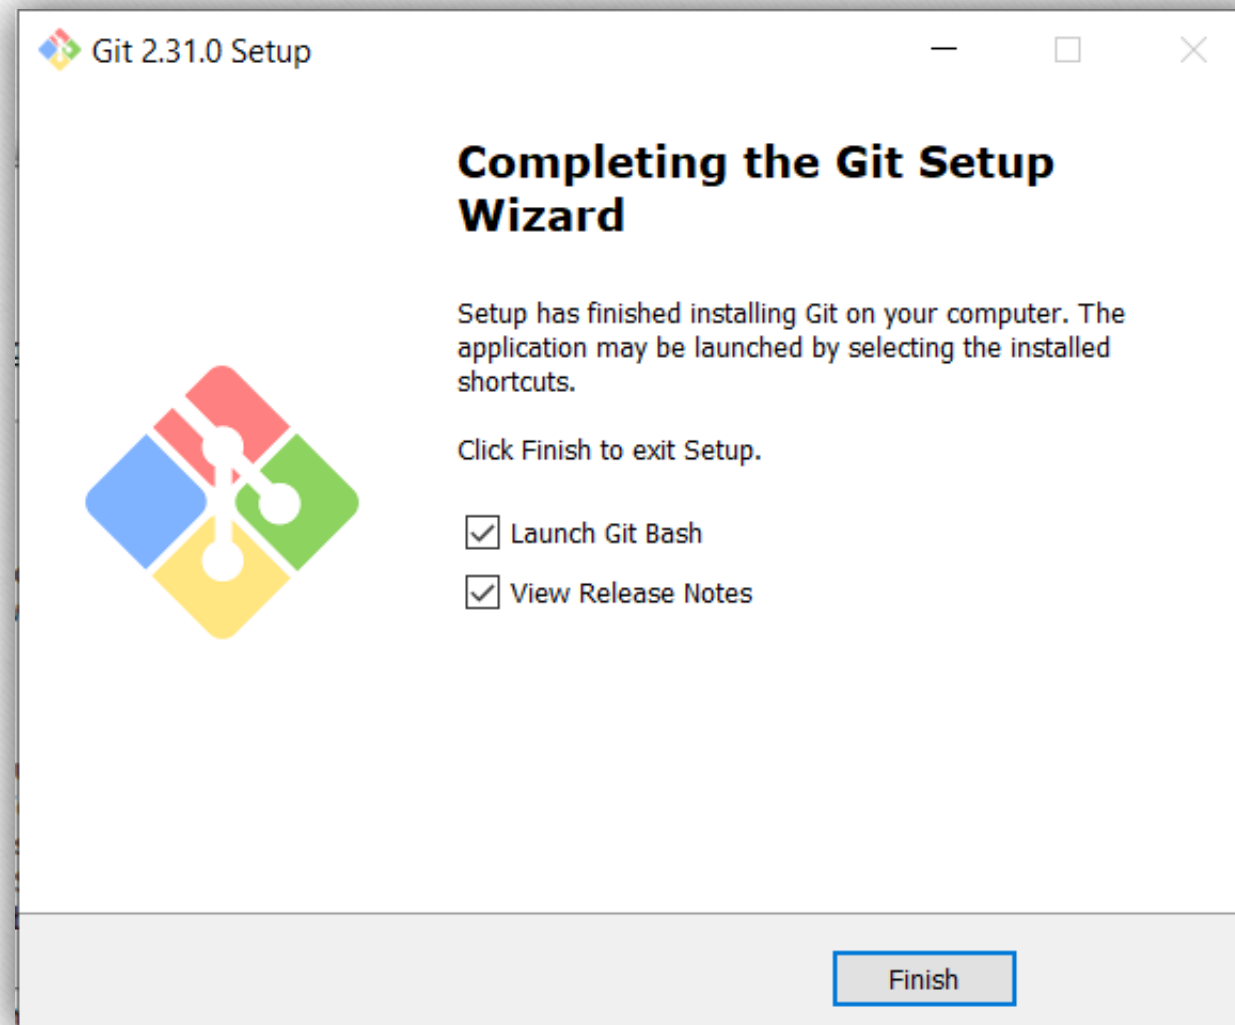 Git 2.31.0 Setup
Completing the Git Setup
Wizard
Setup has finished installing Git on your computer. The
application may be launched by selecting the installed
shortcuts.
Click Finish to exit Setup.
Launch Git Bash
View Release Notes
Finish